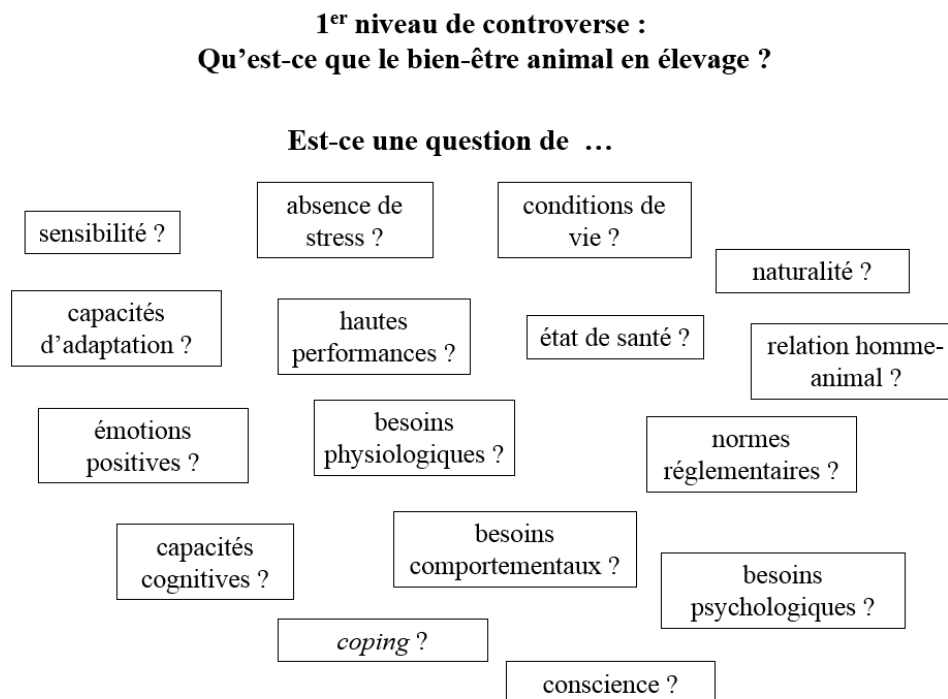 1er niveau de controverse :
Qu’est-ce que le bien-être animal en élevage ?
Est-ce une question de …
sensibilité ?
absence de
stress ?
conditions de
vie ?
naturalité ?
capacités
d’adaptation ?
hautes
performances ?
état de santé ?
relation homme-
animal ?
émotions
positives ?
besoins
physiologiques ?
normes
réglementaires ?
capacités
cognitives ?
besoins
comportementaux ?
besoins
psychologiques ?
coping ?
conscience ?